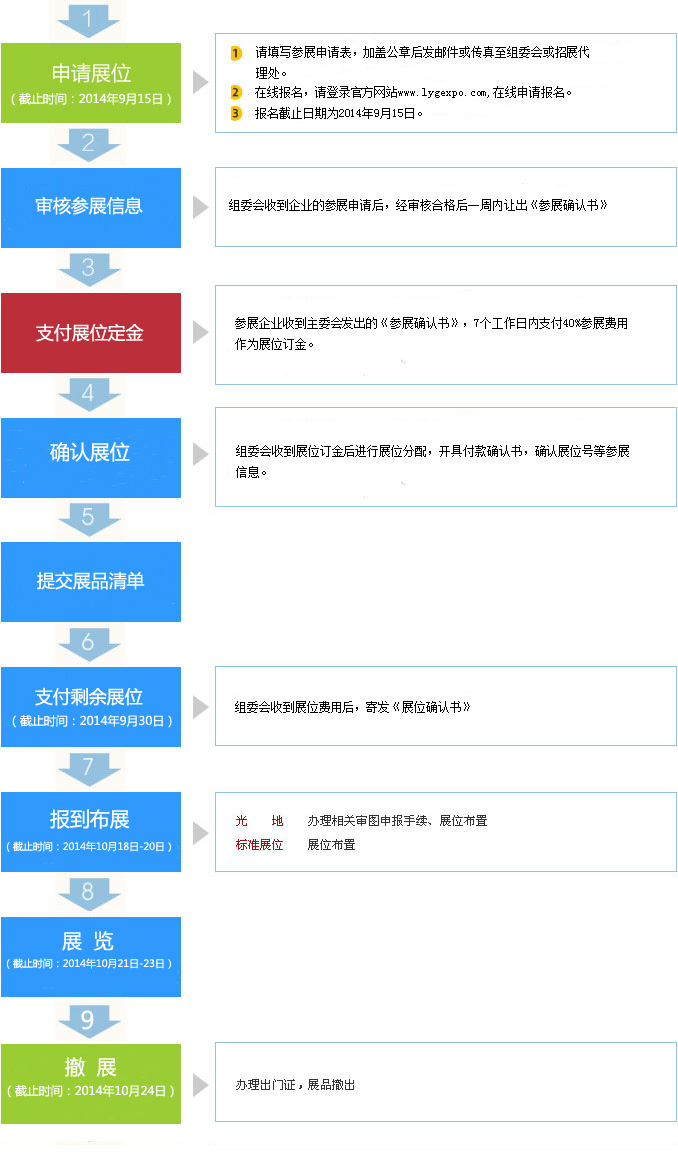 1
申请展位
（截止时间：2014年9月15日）
1 请填写参展申请表，加盖公章后发邮件或传真至组委会或招展代
理处。
2 在线报名，请登录官方网站www.lygexpo.com,在线申请报名。
3 报名截止日期为2014年9月15日。
2
审核参展信息
组委会收到企业的参展申请后，经审核合格后一周内让出《参展确认书》
3
支付展位定金
参展企业收到主委会发出的《参展确认书》，7个工作日内支付40%参展费用
作为展位订金。
4
确认展位
组委会收到展位订金后进行展位分配，开具付款确认书，确认展位号等参展
信息。
5
提交展品清单
6
支付剩余展位
（截止时间：2014年9月30日）
组委会收到展位费用后，寄发《展位确认书》
7
报到布展
（截止时间：2014年10月18日-20日）
光 地 办理相关审图申报手续、展位布置
标准展位 展位布置
8
展 览
（截止时间：2014年10月21日-23日）
9
撤 展
（截止时间：2014年10月24日）
办理出门证，展品撤出